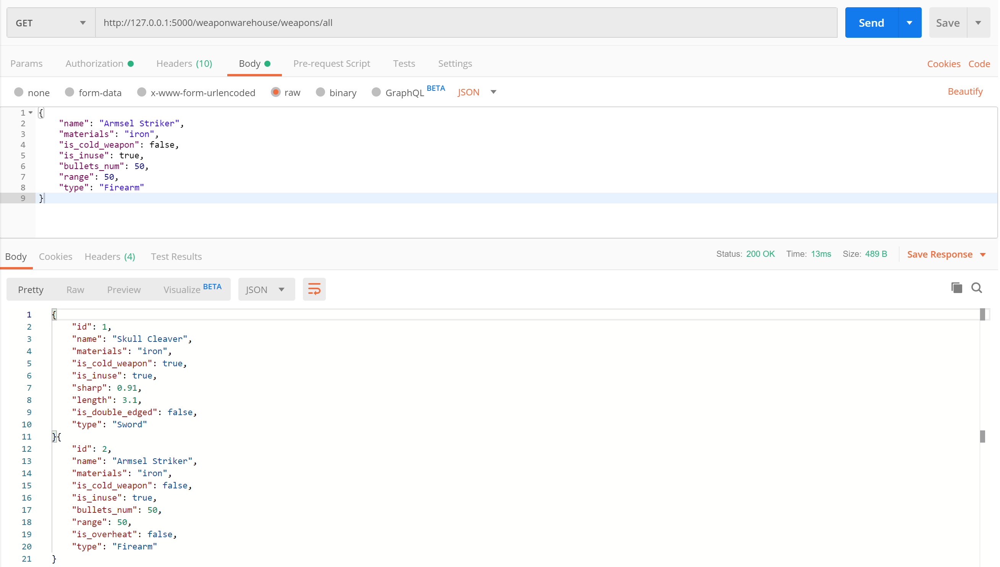 GET http://127.0.0.1:5000/weaponwarehouse/weapons/all Send Save
Params Authorization Headers (10) Body Pre-request Script Tests Settings Cookies Code
none form-data x-www-form-urlencoded raw binary GraphQL BETA JSON Beautify
1 {
2 "name": "Armsel Striker",
3 "materials": "iron",
4 "is_cold_weapon": false,
5 "is_inuse": true,
6 "bullets_num": 50,
7 "range": 50,
8 "type": "Firearm"
9 }
Body Cookies Headers (4) Test Results Status: 200 OK Time: 13ms Size: 489 B Save Response
Pretty Raw Preview Visualize BETA JSON
1 {
2 "id": 1,
3 "name": "Skull Cleaver",
4 "materials": "iron",
5 "is_cold_weapon": true,
6 "is_inuse": true,
7 "sharp": 0.91,
8 "length": 3.1,
9 "is_double_edged": false,
10 "type": "Sword"
11 }{
12 "id": 2,
13 "name": "Armsel Striker",
14 "materials": "iron",
15 "is_cold_weapon": false,
16 "is_inuse": true,
17 "bullets_num": 50,
18 "range": 50,
19 "is_overheat": false,
20 "type": "Firearm"
21 }